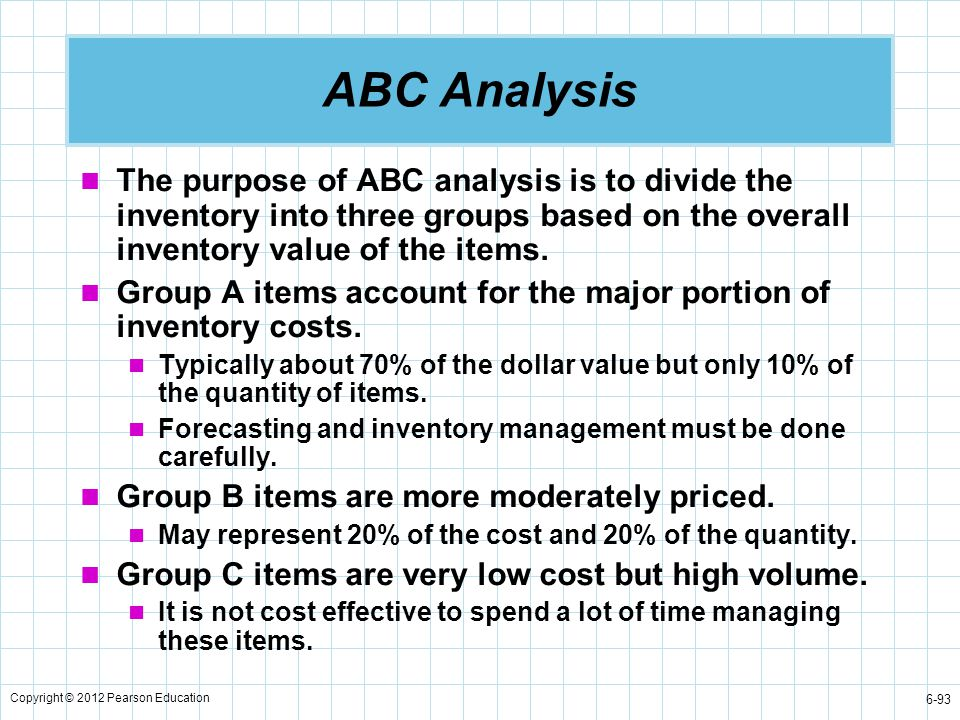 ABC Analysis
The purpose of ABC analysis is to divide the
inventory into three groups based on the overall
inventory value of the items.
Group A items account for the major portion of
inventory costs.
Typically about 70% of the dollar value but only 10% of
the quantity of items.
Forecasting and inventory management must be done
carefully.
Group B items are more moderately priced.
May represent 20% of the cost and 20% of the quantity.
Group C items are very low cost but high volume.
It is not cost effective to spend a lot of time managing
these items.
Copyright © 2012 Pearson Education
6-93